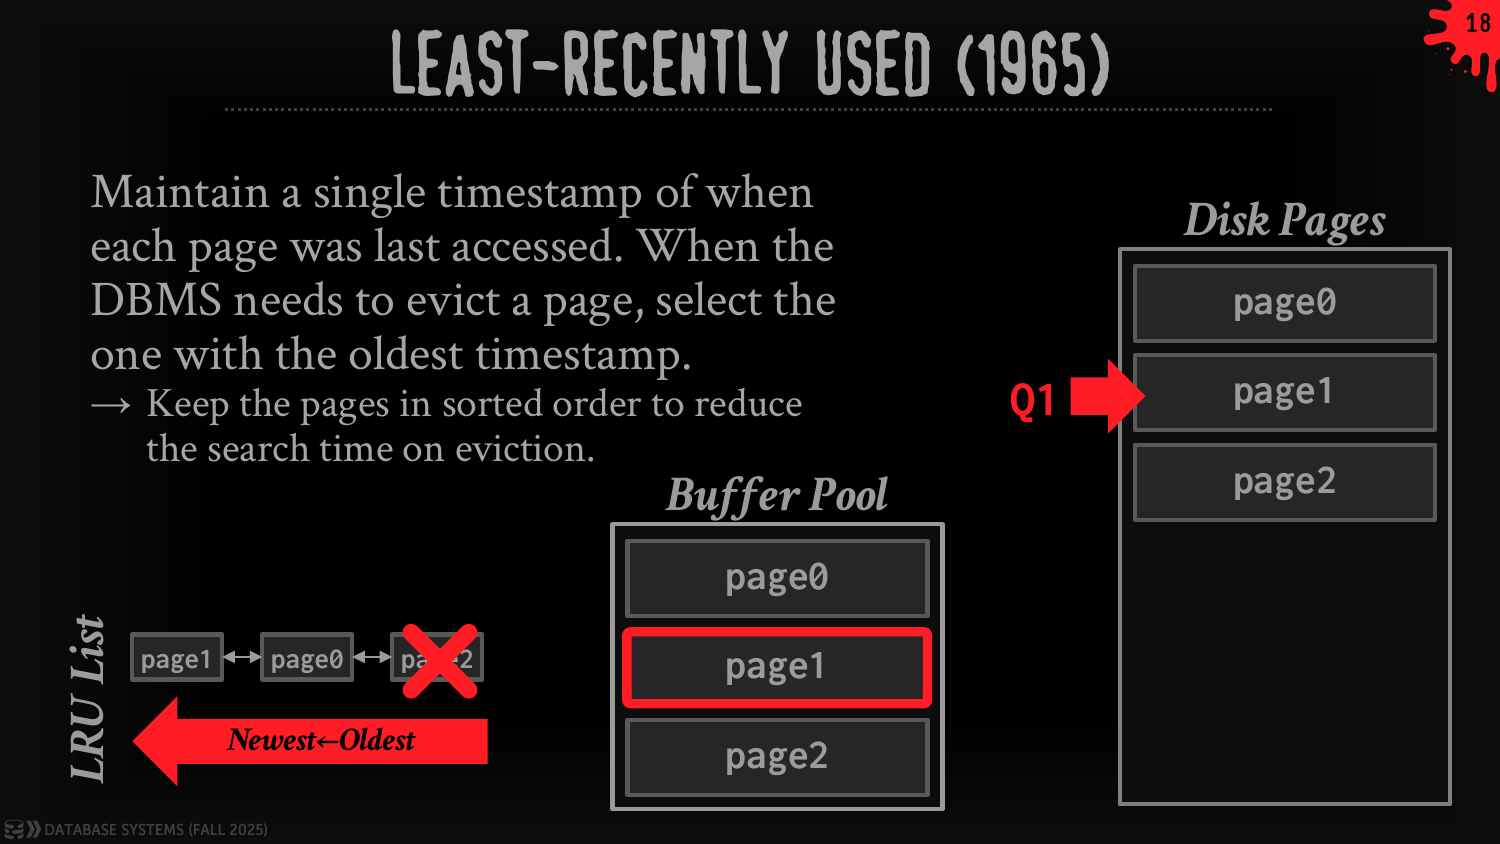 18
LEAST-RECENTLY USED (1965)
Maintain a single timestamp of when
each page was last accessed. When the
DBMS needs to evict a page, select the
one with the oldest timestamp.
→ Keep the pages in sorted order to reduce
the search time on eviction.
Disk Pages
page0
Q1
page1
page2
Buffer Pool
page0
page1
page2
LRU List
page1
page0
page2
Newest←Oldest
DATABASE SYSTEMS (FALL 2025)